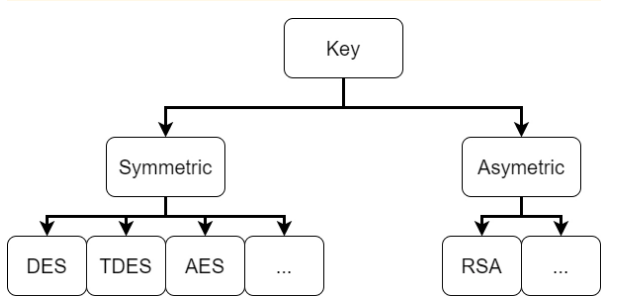 Key
Symmetric
Asymetric
DES
TDES
AES
...
RSA
...